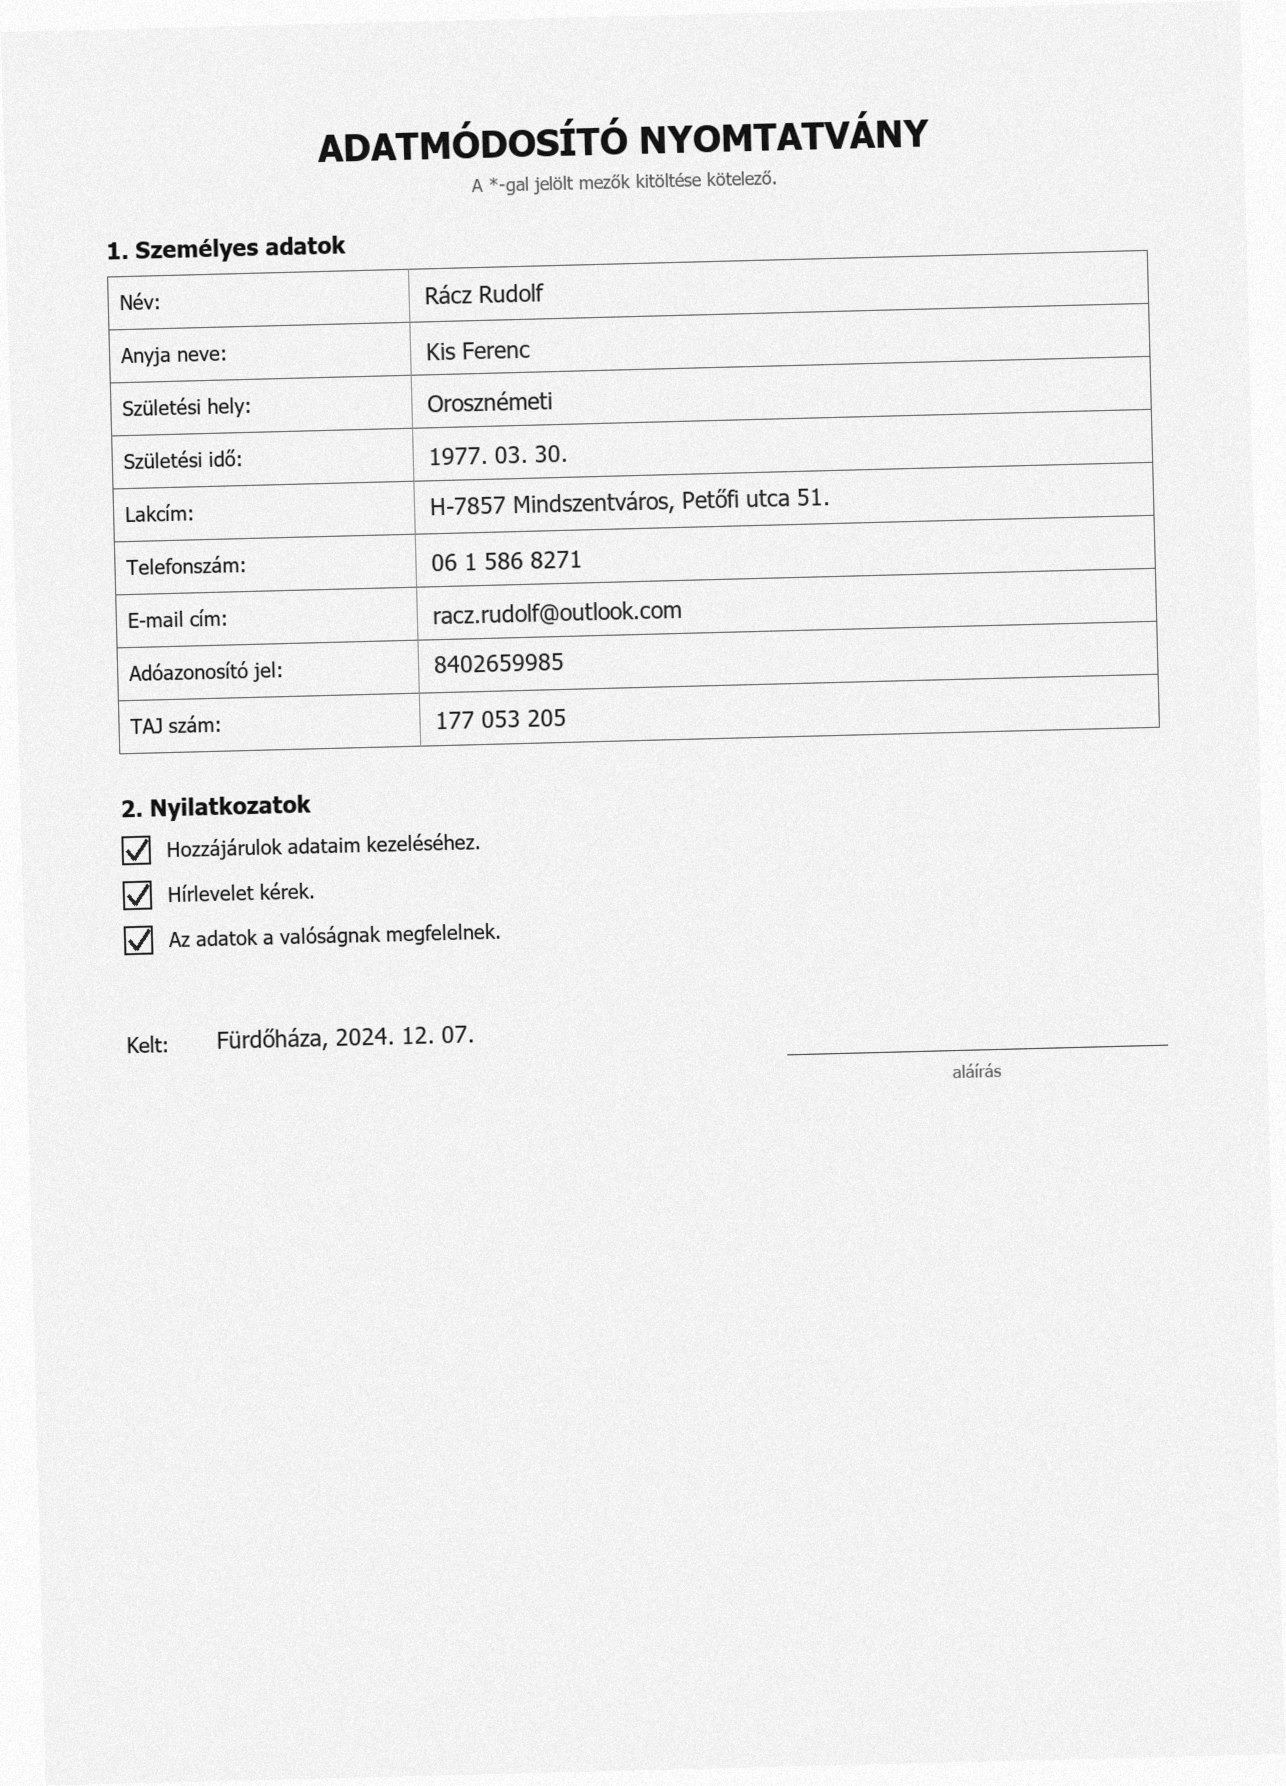 ADATMÓDOSÍTÓ NYOMTATVÁNY
A *-gal jelölt mezők kitöltése kötelező.
1. Személyes adatok
Név: Rácz Rudolf
Anyja neve: Kis Ferenc
Születési hely: Orosznémeti
Születési idő: 1977. 03. 30.
Lakcím: H-7857 Mindszentváros, Petőfi utca 51.
Telefonszám: 06 1 586 8271
E-mail cím: racz.rudolf@outlook.com
Adóazonosító jel: 8402659985
TAJ szám: 177 053 205
2. Nyilatkozatok
Hozzájárulok adataim kezeléséhez.
Hírlevelet kérek.
Az adatok a valóságnak megfelelnek.
Kelt: Fürdőháza, 2024. 12. 07.
aláírás